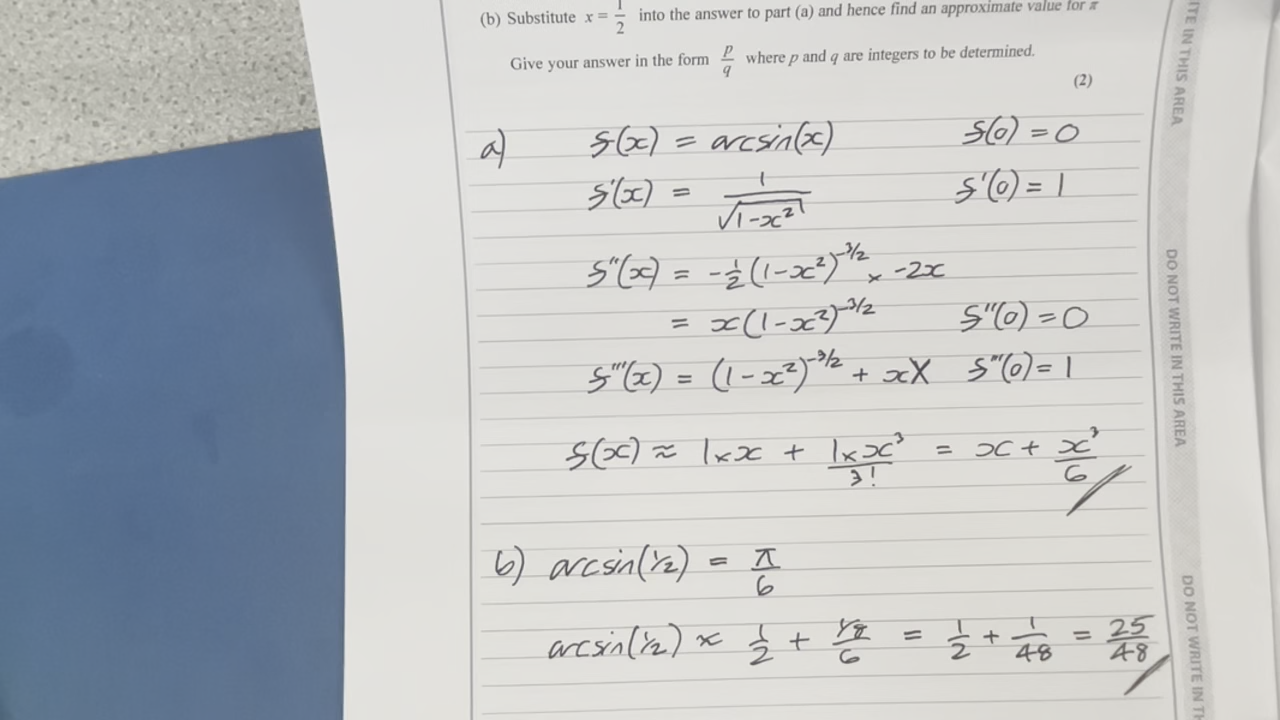 (b) Substitute x = 1/2 into the answer to part (a) and hence find an approximate value for π
Give your answer in the form p/q where p and q are integers to be determined.
(2)
a) f(x) = arcsin(x) f(0) = 0
f'(x) = 1/√(1-x²) f'(0) = 1
f''(x) = -½(1-x²)^(-3/2) × -2x
= x(1-x²)^(-3/2) f''(0) = 0
f'''(x) = (1-x²)^(-3/2) + xX f'''(0) = 1
f(x) ≈ 1×x + 1×x³/3! = x + x³/6
b) arcsin(1/2) = π/6
arcsin(1/2) ≈ 1/2 + 1/8/6 = 1/2 + 1/48 = 25/48
ITE IN THIS AREA
DO NOT WRITE IN THIS AREA
DO NOT WRITE IN T